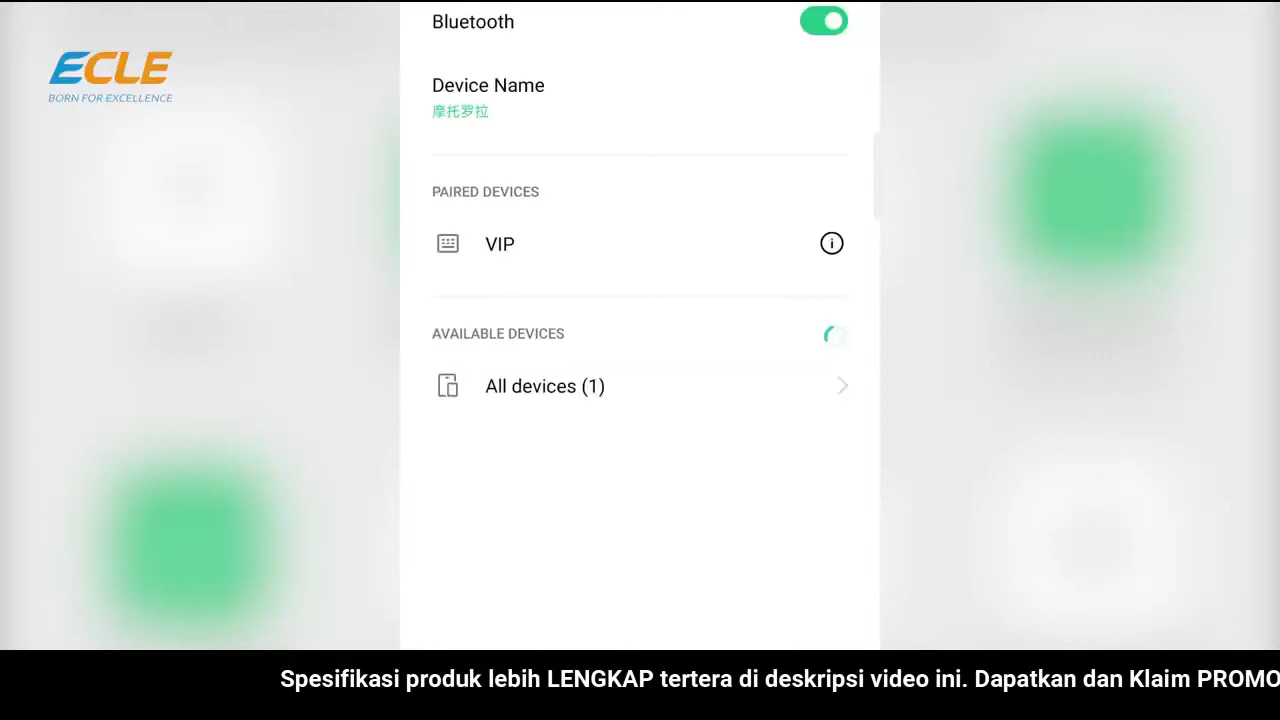 Bluetooth
ECLE
BORN FOR EXCELLENCE
Device Name
摩托罗拉
PAIRED DEVICES
VIP
AVAILABLE DEVICES
All devices (1)
Spesifikasi produk lebih LENGKAP tertera di deskripsi video ini. Dapatkan dan Klaim PROMO